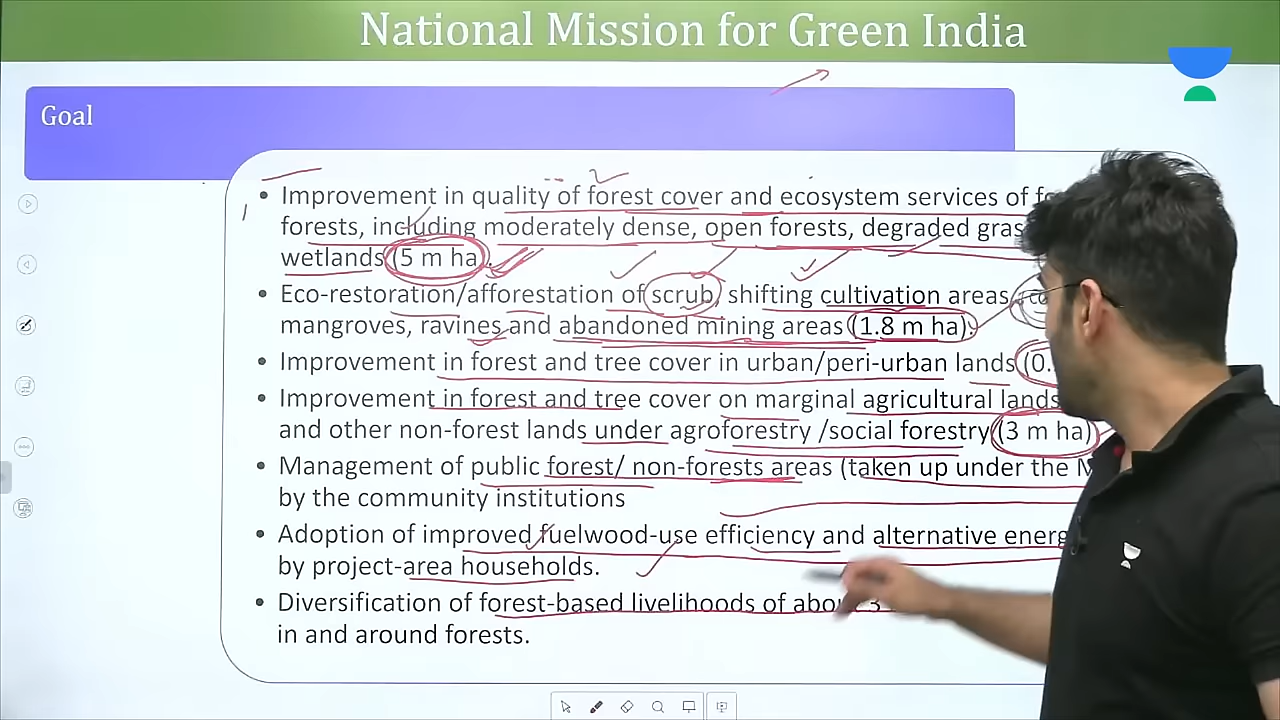 National Mission for Green India
Goal
• Improvement in quality of forest cover and ecosystem services of
forests, including moderately dense, open forests, degraded
wetlands (5 m ha).
• Eco-restoration/afforestation of scrub, shifting cultivation areas,
mangroves, ravines and abandoned mining areas (1.8 m ha).
• Improvement in forest and tree cover in urban/peri-urban lands (0.
• Improvement in forest and tree cover on marginal agricultural lands
and other non-forest lands under agroforestry /social forestry (3 m ha)
• Management of public forest/ non-forests areas (taken up under the
by the community institutions
• Adoption of improved fuelwood-use efficiency and alternative
by project-area households.
• Diversification of forest-based livelihoods of about 3
in and around forests.